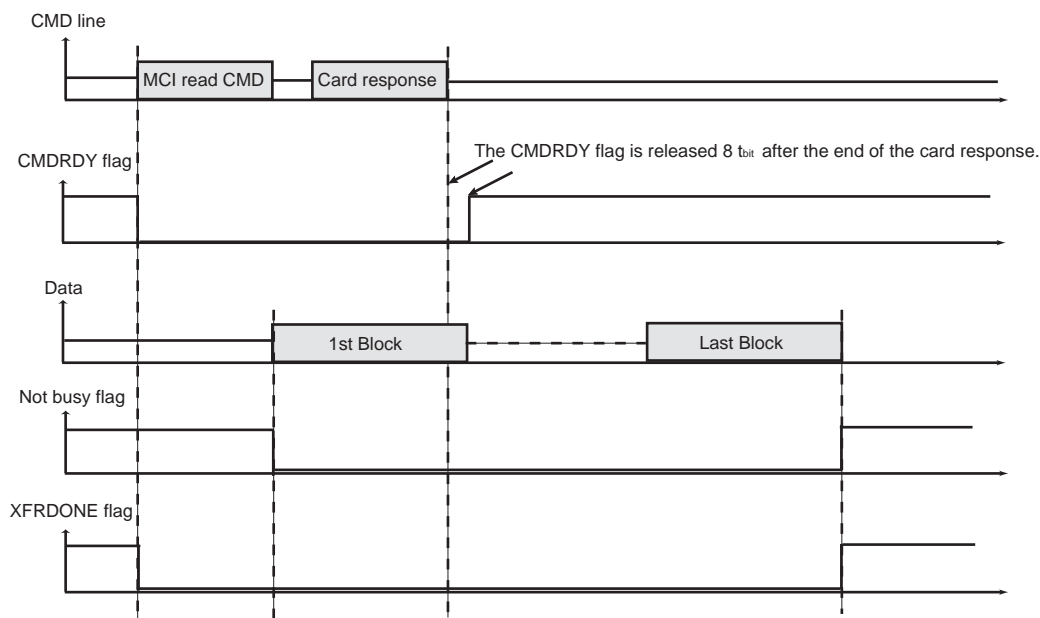 CMD line
MCI read CMD
Card response
CMDRDY flag
The CMDRDY flag is released 8 tbit after the end of the card response.
Data
1st Block
Last Block
Not busy flag
XFRDONE flag